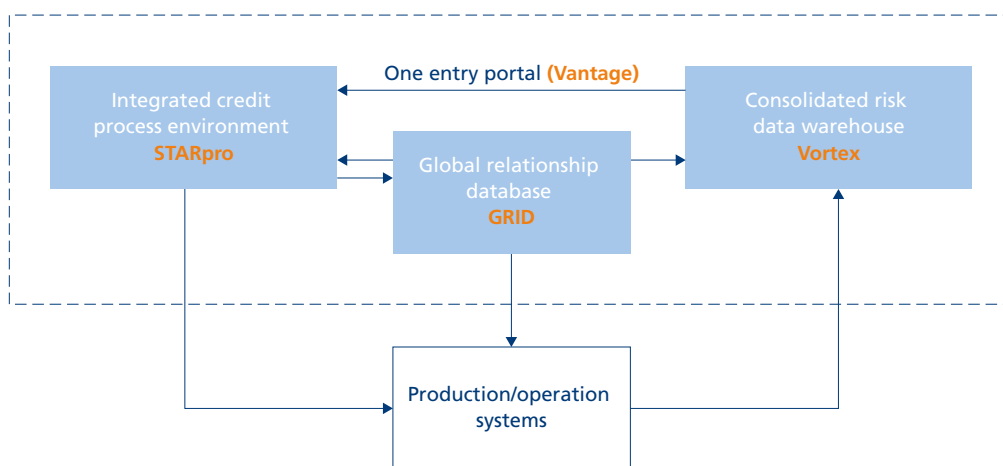 One entry portal (Vantage)
Integrated credit
process environment
STARpro
Consolidated risk
data warehouse
Vortex
Global relationship
database
GRID
Production/operation
systems